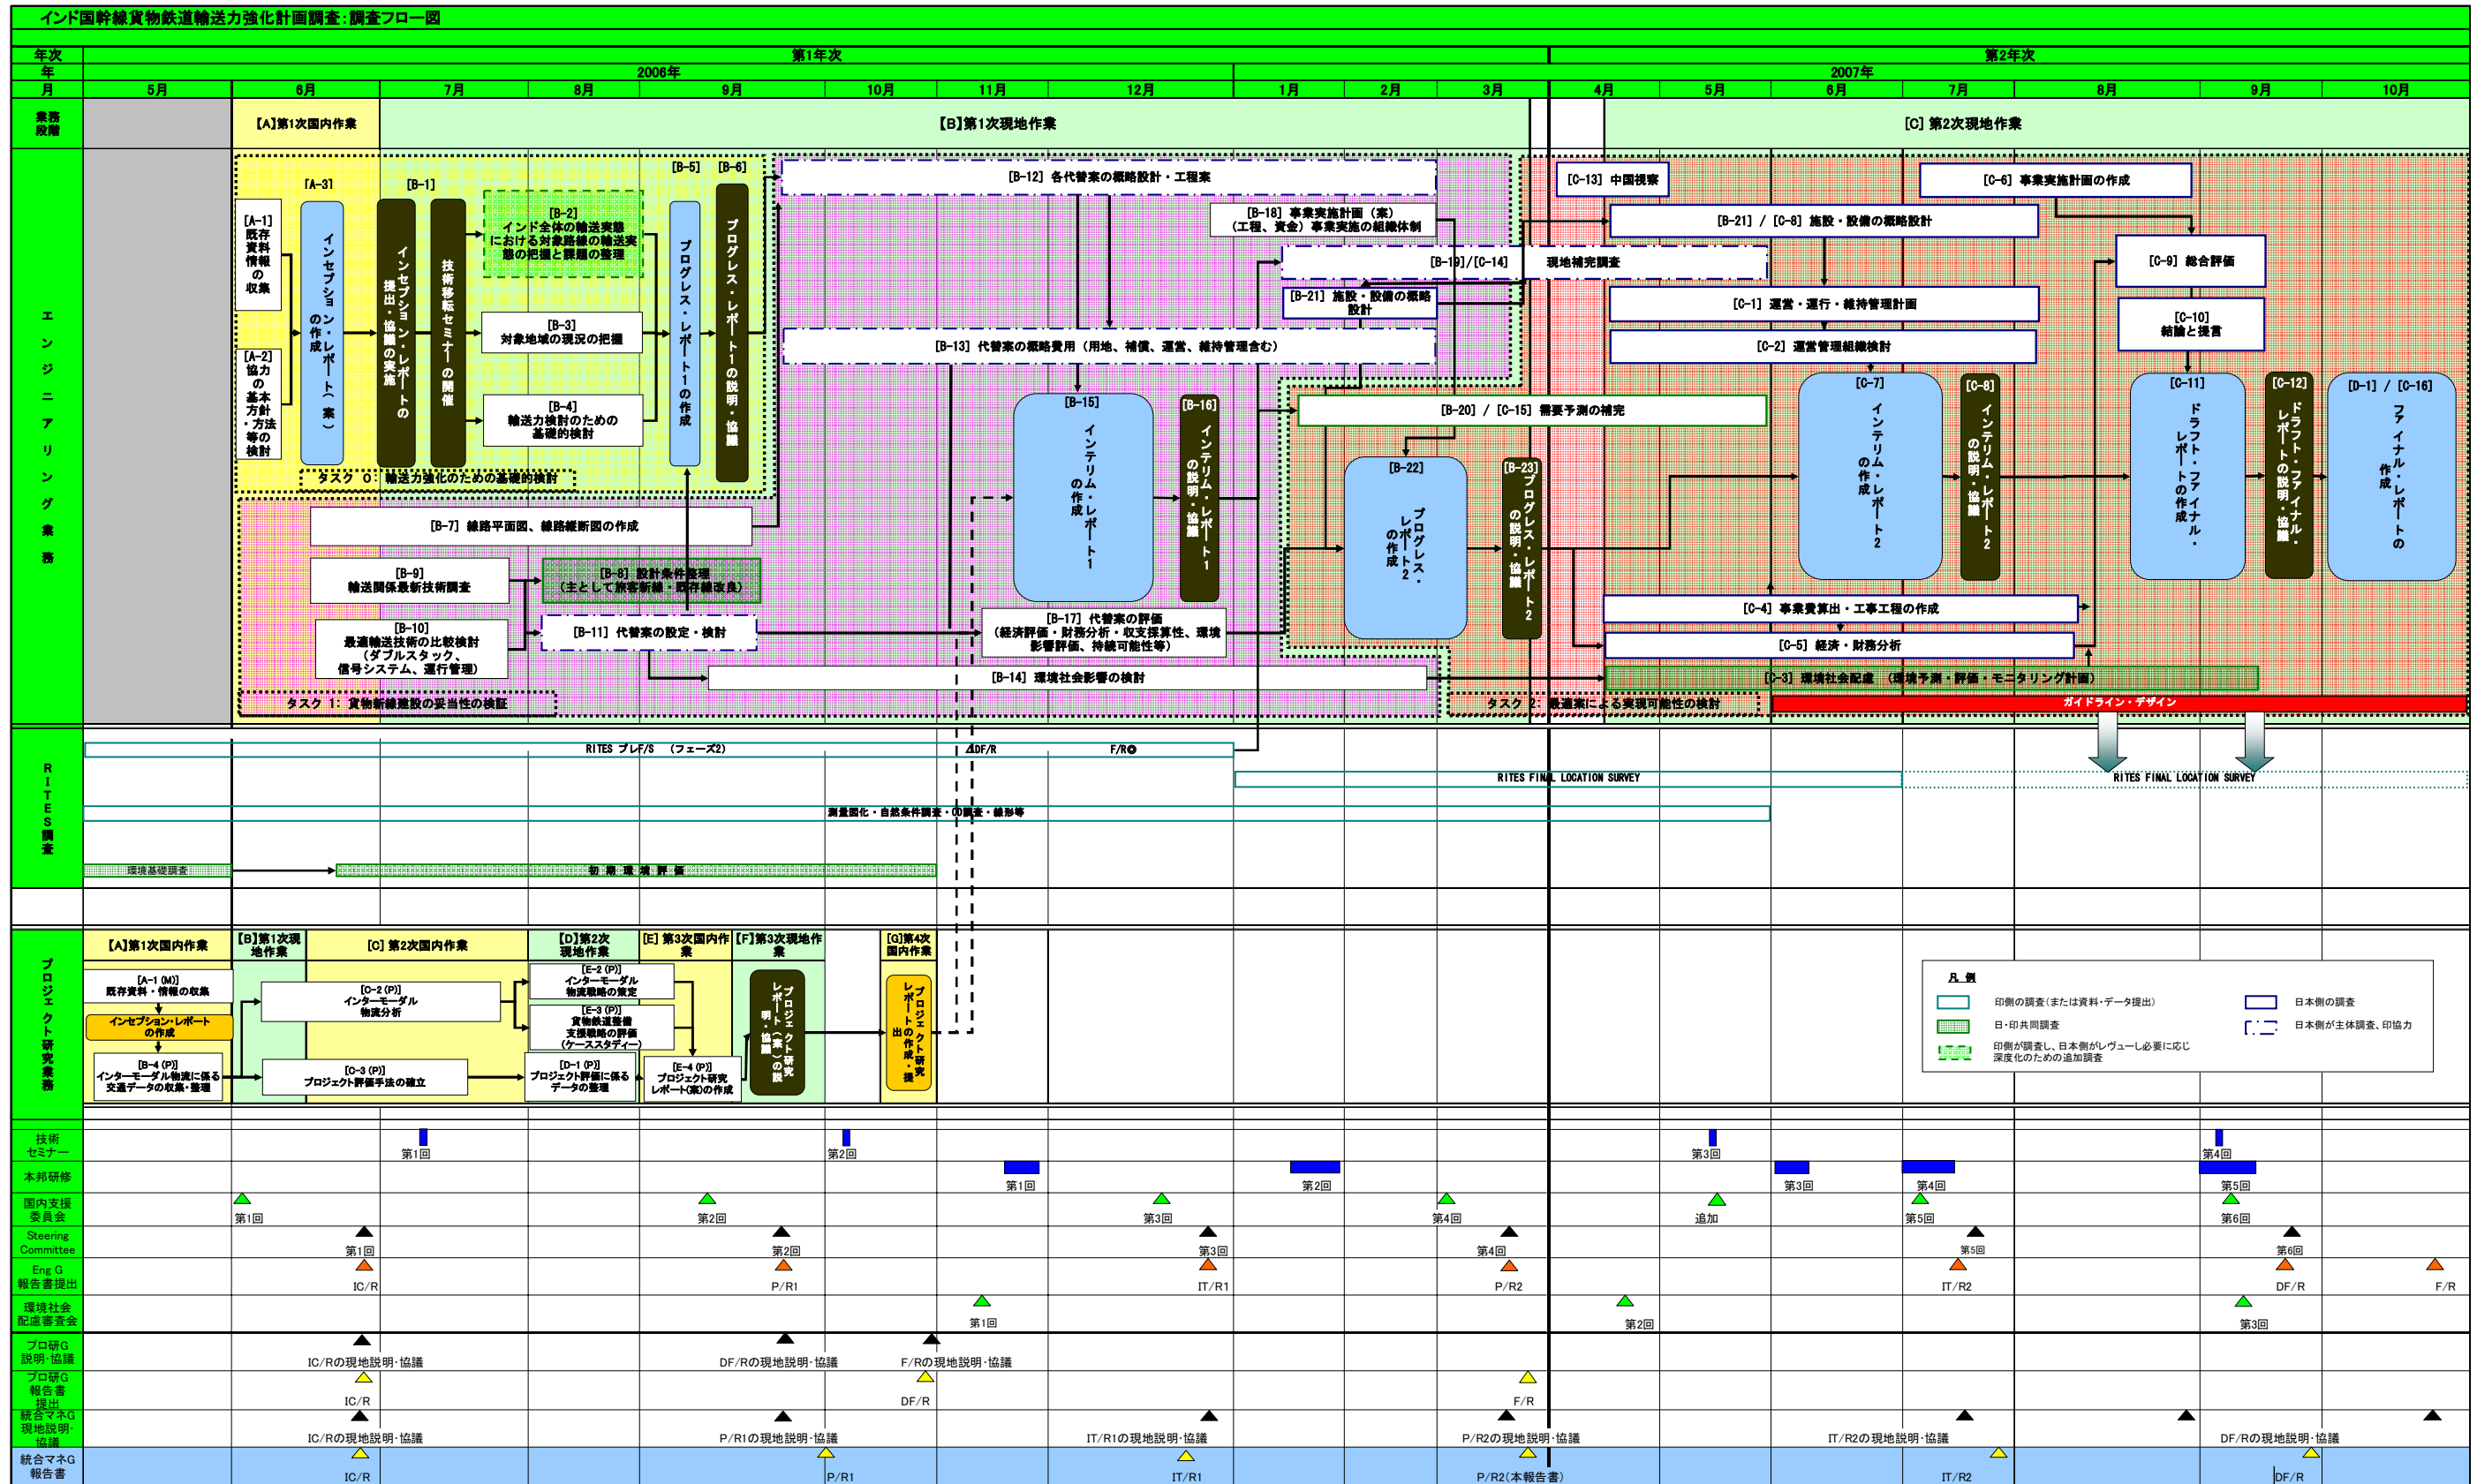 インド国幹線貨物鉄道輸送力強化計画調査：調査フロー図
年次
第1年次
第2年次
年
2006年
2007年
月
5月
6月
7月
8月
9月
10月
11月
12月
1月
2月
3月
4月
5月
6月
7月
8月
9月
10月
業務
段階
【A】第1次国内作業
【B】第1次現地作業
[C] 第2次現地作業
エンジニアリング業務
[A-1]
既存
資料
情報
の
収集
[A-2]
協力
の
基本
方針
・方法
等の
検討
[A-3]
インセプション・レポート（案）
の作成
[B-1]
インセプション・レポートの
提出・協議の実施
技術移転セミナーの開催
[B-2]
インド全体の輸送実態
における対象路線の輸送実
態の把握と課題の整理
[B-3]
対象地域の現況の把握
[B-4]
輸送力検討のための
基礎的検討
[B-5]
プログレス・レポート1の作成
[B-6]
プログレス・レポート1の説明・協議
タスク 0: 輸送力強化のための基礎的検討
[B-7] 線路平面図、線路縦断図の作成
[B-9]
輸送関係最新技術調査
[B-8] 設計条件整理
(主として旅客新線・既存線改良)
[B-10]
最適輸送技術の比較検討
(ダブルスタック、
信号システム、運行管理)
[B-11] 代替案の設定・検討
[B-14] 環境社会影響の検討
タスク 1: 貨物新線建設の妥当性の検証
[B-12] 各代替案の概略設計・工程案
[B-18] 事業実施計画（案）
(工程、資金）事業実施の組織体制
[B-19]/[C-14] 現地補完調査
[B-21] 施設・設備の概略
設計
[B-13] 代替案の概略費用（用地、補償、運営、維持管理含む）
[B-15]
インテリム・レポート1
の作成
[B-16]
インテリム・レポート1
の説明・協議
[B-17] 代替案の評価
(経済評価・財務分析・収支採算性、環境
影響評価、持続可能性等)
[B-20] / [C-15] 需要予測の補完
[B-22]
プログレス・
レポート2
の作成
[B-23]
プログレス・レポート2
の説明・協議
[C-13] 中国視察
[C-6] 事業実施計画の作成
[B-21] / [C-8] 施設・設備の概略設計
[C-1] 運営・運行・維持管理計画
[C-2] 運営管理組織検討
[C-9] 総合評価
[C-10]
結論と提言
[C-7]
インテリム・レポート2
の作成
[C-8]
インテリム・レポート2
の説明・協議
[C-11]
ドラフト・ファイナル・
レポートの作成
[C-12]
ドラフト・ファイナル・
レポートの説明・協議
[D-1] / [C-16]
ファイナル・レポートの
作成
[C-4] 事業費算出・工事工程の作成
[C-5] 経済・財務分析
[C-3] 環境社会配慮 （環境予測・評価・モニタリング計画）
タスク 2: 最適案による実現可能性の検討
ガイドライン・デザイン
RITES調査
RITES プレF/S （フェーズ2）
⊿DF/R
F/R◎
RITES FINAL LOCATION SURVEY
RITES FINAL LOCATION SURVEY
測量図化・自然条件調査・OD調査・線形等
環境基礎調査
初 期 環 境 評 価
プロジェクト研究業務
【A】第1次国内作業
【B】第1次現
地作業
[C] 第2次国内作業
【D】第2次
現地作業
[E] 第3次国内作
業
【F】第3次現地作
業
[G]第4次
国内作業
[A-1(M)]
既存資料・情報の収集
インセプション・レポート
の作成
[B-4(P)]
インターモーダル物流に係る
交通データの収集・整理
[C-2(P)]
インターモーダル
物流分析
[C-3(P)]
プロジェクト評価手法の確立
[E-2(P)]
インターモーダル
物流戦略の策定
[E-3(P)]
貨物鉄道整備
支援戦略の評価
(ケーススタディー)
[D-1(P)]
プロジェクト評価に係る
データの整理
[E-4(P)]
プロジェクト研究
レポート(案)の作成
プロジェクト研究
レポート（案）の説
明・協議
プロジェクト研究
レポートの作成・提
出
凡 例
印側の調査（または資料・データ提出）
日本側の調査
日・印共同調査
日本側が主体調査、印協力
印側が調査し、日本側がレヴューし必要に応じ
深度化のための追加調査
技術
セミナー
第1回
第2回
第3回
第4回
本邦研修
第1回
第2回
第3回
第4回
第5回
国内支援
委員会
第1回
第2回
第3回
第4回
追加
第5回
第6回
Steering
Committee
第1回
第2回
第3回
第4回
第5回
第6回
Eng G
報告書提出
IC/R
P/R1
IT/R1
P/R2
IT/R2
DF/R
F/R
環境社会
配慮審査会
第1回
第2回
第3回
プロ研G
説明・協議
IC/Rの現地説明・協議
DF/Rの現地説明・協議
F/Rの現地説明・協議
プロ研G
報告書
提出
IC/R
DF/R
F/R
統合マネG
現地説明・
協議
IC/Rの現地説明・協議
P/R1の現地説明・協議
IT/R1の現地説明・協議
P/R2の現地説明・協議
IT/R2の現地説明・協議
DF/Rの現地説明・協議
統合マネG
報告書
IC/R
P/R1
IT/R1
P/R2(本報告書)
IT/R2
DF/R